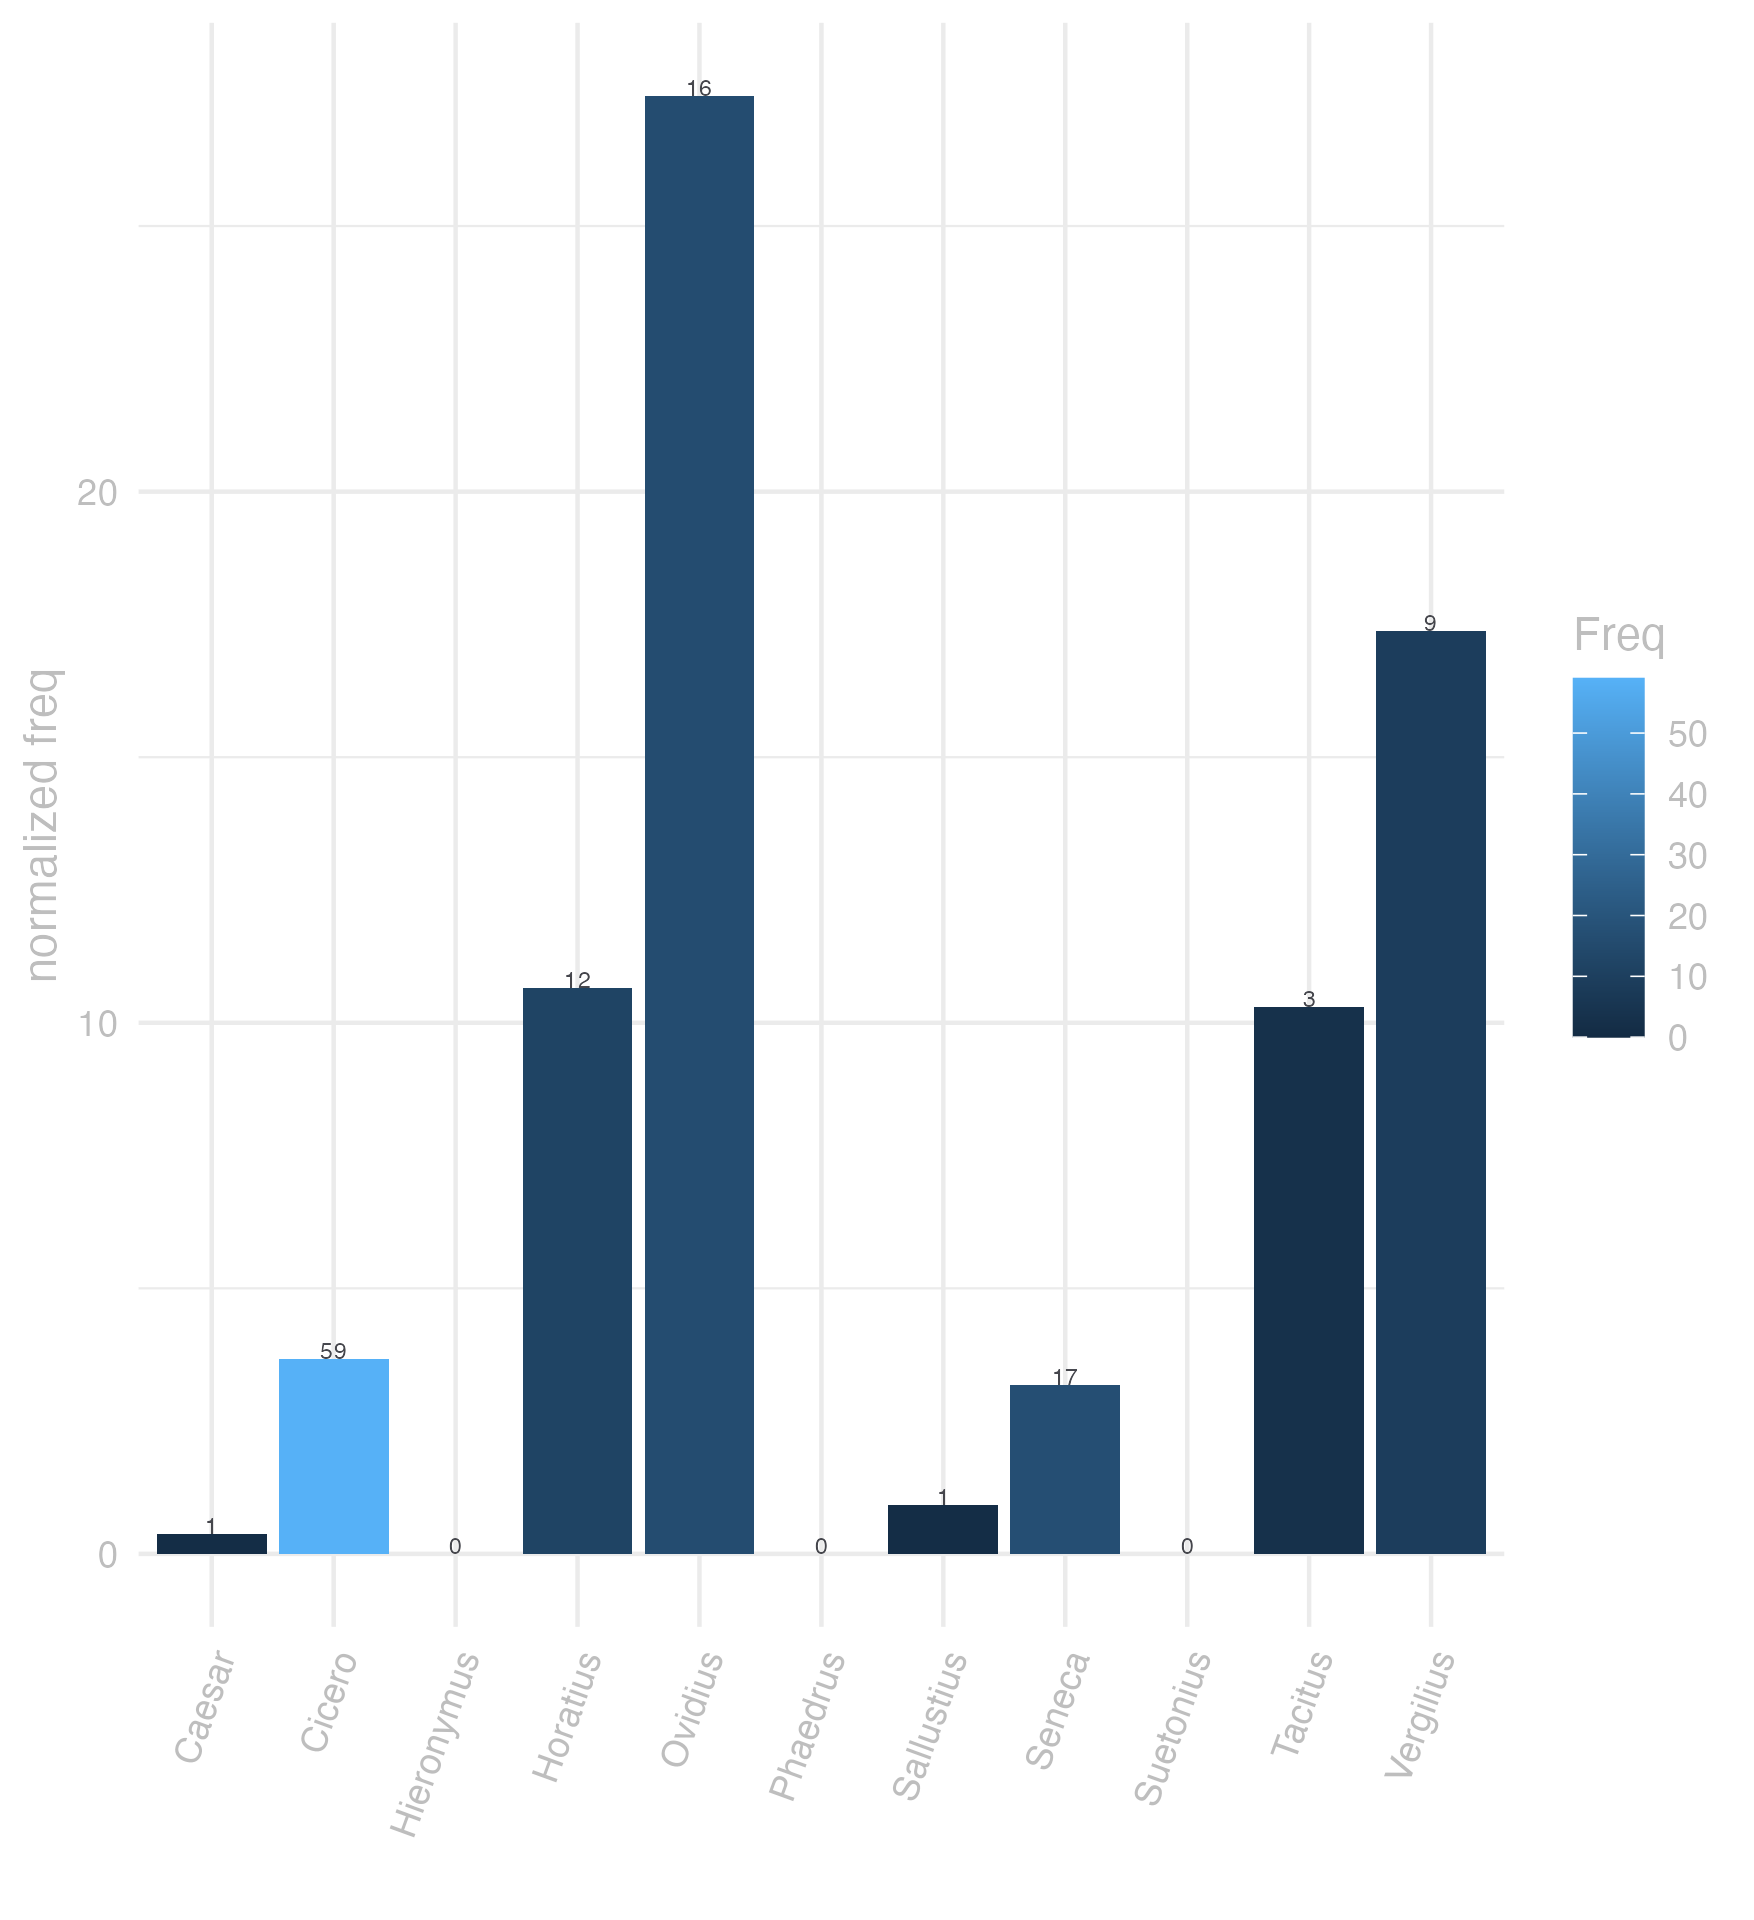 normalized freq
20
10
0
16
9
12
3
59
17
1
1
0
0
0
Caesar
Cicero
Hieronymus
Horatius
Ovidius
Phaedrus
Sallustius
Seneca
Suetonius
Tacitus
Vergilius
Freq
50
40
30
20
10
0